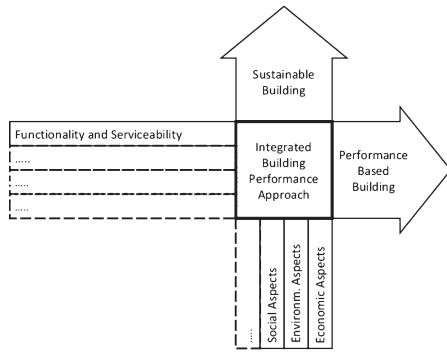 Sustainable
Building
Functionality and Serviceability
.....
.....
.....
Integrated
Building
Performance
Approach
Performance
Based
Building
.....
Social Aspects
Environm. Aspects
Economic Aspects